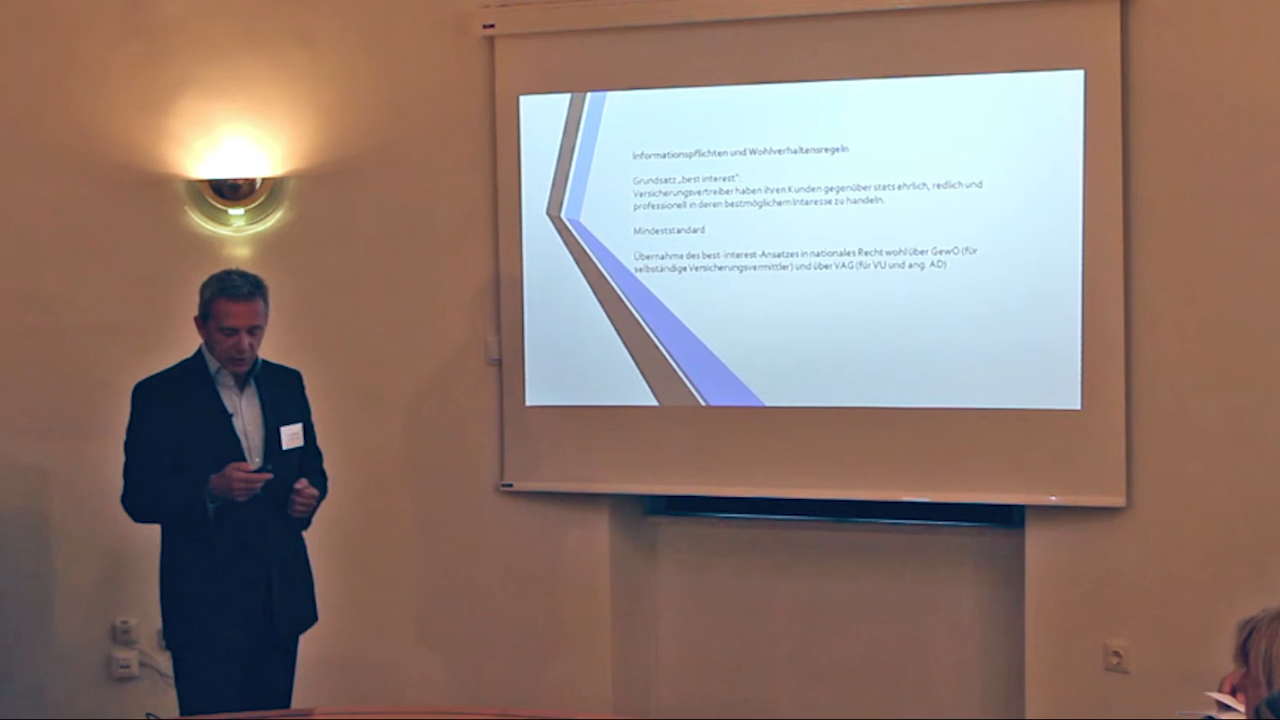 Informationspflichten und Wohlverhaltensregeln
Grundsatz „best interest":
Versicherungsvertreiber haben ihren Kunden gegenüber stets ehrlich, redlich und
professionell in deren bestmöglichem Interesse zu handeln.
Mindeststandard
Übernahme des best-interest-Ansatzes in nationales Recht wohl über GewO (für
selbständige Versicherungsvermittler) und über VAG (für VU und ang. AD)